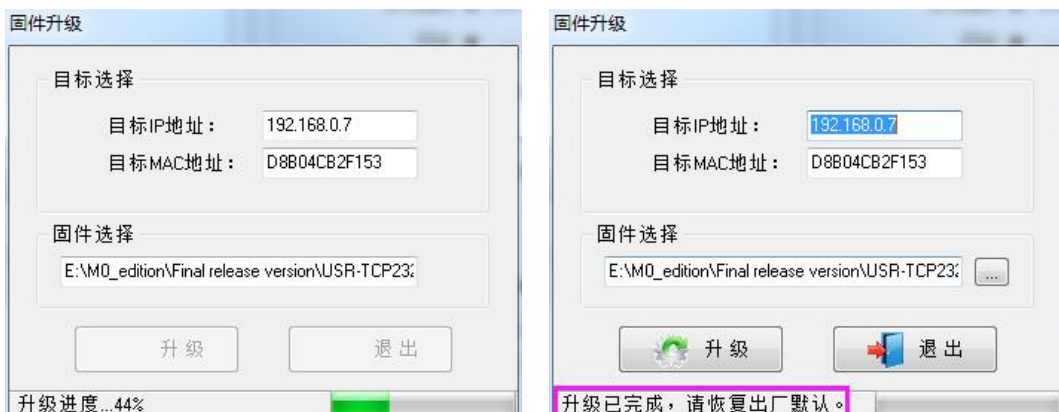 固件升级
目标选择
目标IP地址：
192.168.0.7
目标MAC地址：
D8B04CB2F153
固件选择
E:\M0_edition\Final release version\USR-TCP232
升级
退出
升级进度...44%
固件升级
目标选择
目标IP地址：
192.168.0.7
目标MAC地址：
D8B04CB2F153
固件选择
E:\M0_edition\Final release version\USR-TCP232
...
升级
退出
升级已完成，请恢复出厂默认。